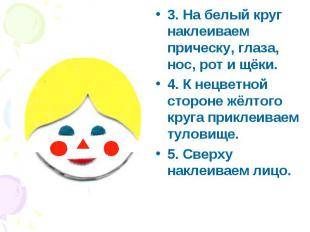 • 3. На белый круг
наклеиваем
прическу, глаза,
нос, рот и щёки.
• 4. К нецветной
стороне жёлтого
круга приклеиваем
туловище.
• 5. Сверху
наклеиваем лицо.